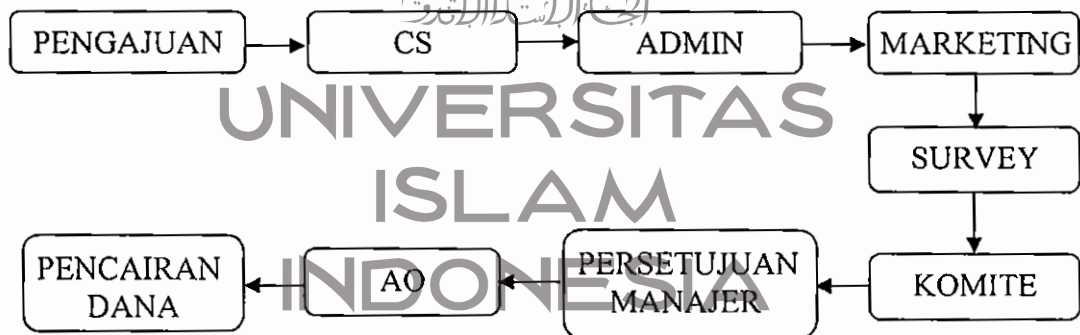 PENGAJUAN
CS
ADMIN
MARKETING
SURVEY
KOMITE
PERSETUJUAN
MANAJER
AO
PENCAIRAN
DANA
UNIVERSITAS
ISLAM
INDONESIA